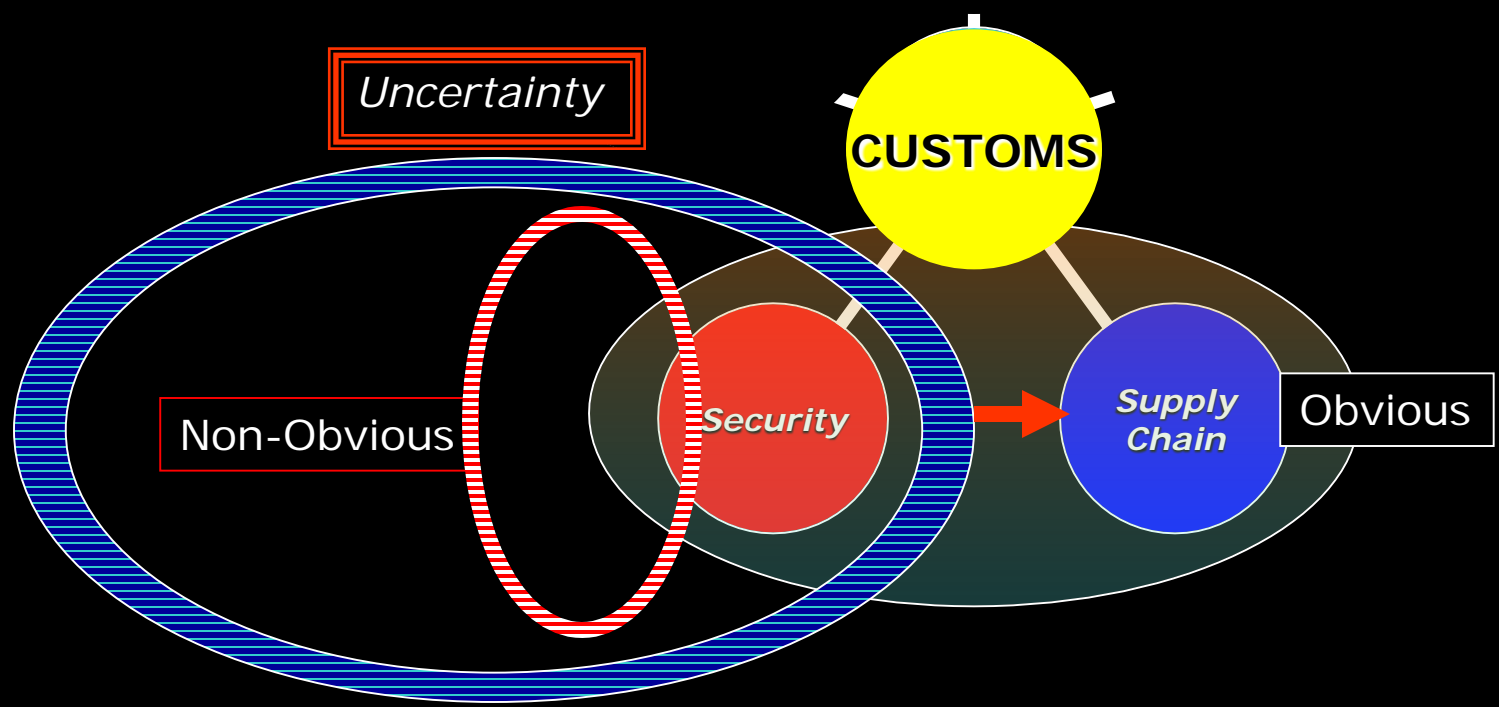 Uncertainty
CUSTOMS
Non-Obvious
Security
Supply
Chain
Obvious